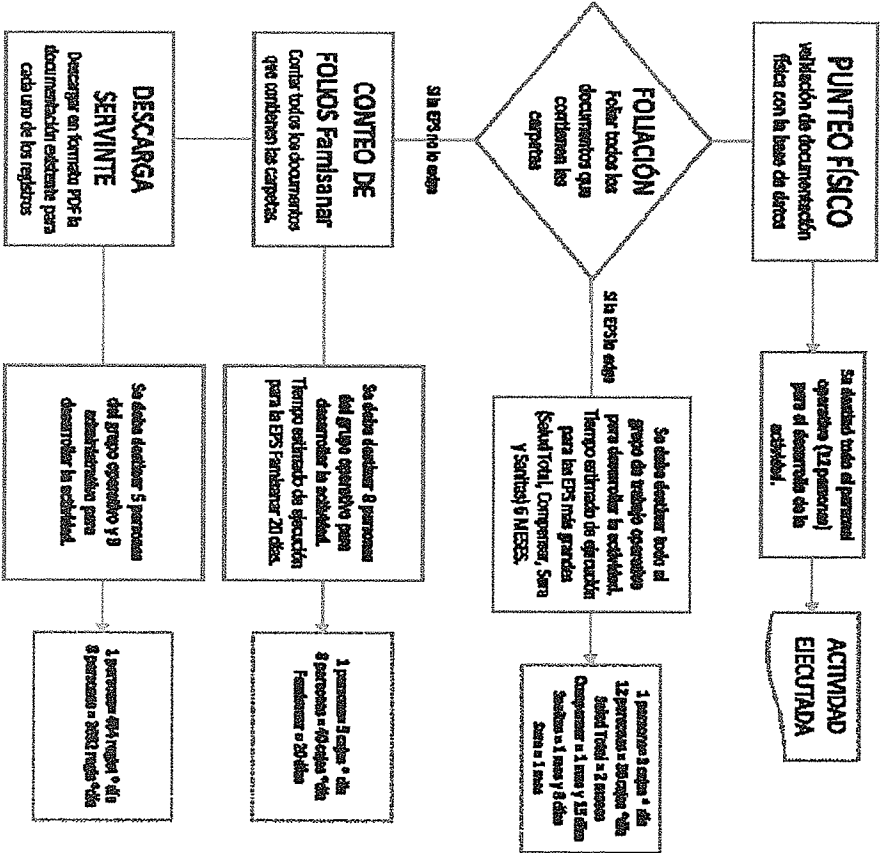 PUNTEO FÍSICO
validación de documentación
física con la base de datos
Se destinó todo el personal
operativo (12 personas)
para el desarrollo de la
actividad.
ACTIVIDAD
EJECUTADA
FOLIACIÓN
Foliar todos los
documentos que
contienen las
carpetas
Si la EPS lo exige
Se debe destinar todo el
grupo de trabajo operativo
para desarrollar la actividad.
Tiempo estimado de ejecución
para las EPS más grandes
(Salud Total, Compensar, Sura
y Sanitas) 6 MESES.
1 persona= 3 cajas * día
12 personas = 36 cajas *día
Salud Total = 2 meses
Compensar = 1 mes y 15 días
Sanitas = 1 mes y 8 días
Sura = 1 mes
Si la EPS no lo exige
CONTEO DE
FOLIOS Famisanar
Contar todos los documentos
que contienen las carpetas.
Se debe destinar 8 personas
del grupo operativo para
desarrollar la actividad.
Tiempo estimado de ejecución
para la EPS Famisanar 20 días.
1 persona= 5 cajas * día
8 personas = 40 cajas *día
Famisanar = 20 días
DESCARGA
SERVINTE
Descargar en formato PDF la
documentación existente para
cada uno de los registros
Se debe destinar 5 personas
del grupo operativo y 3
administrativo para
desarrollar la actividad.
1 persona= regis * día
8 personas = regis *día